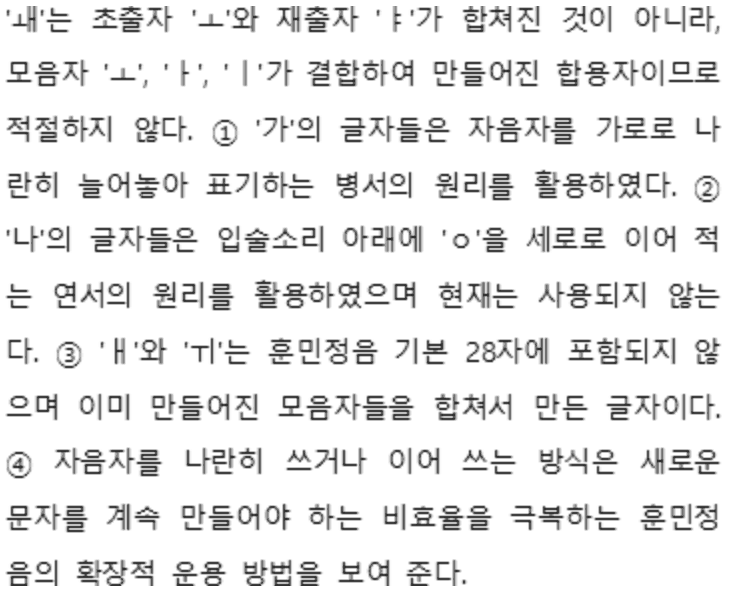 'ㅙ'는 초출자 'ㅗ'와 재출자 'ㅑ'가 합쳐진 것이 아니라,
모음자 'ㅗ', 'ㅏ', 'ㅣ'가 결합하여 만들어진 합용자이므로
적절하지 않다. ① '가'의 글자들은 자음자를 가로로 나
란히 늘어놓아 표기하는 병서의 원리를 활용하였다. ②
'나'의 글자들은 입술소리 아래에 'ㅇ'을 세로로 이어 적
는 연서의 원리를 활용하였으며 현재는 사용되지 않는
다. ③ 'ㅐ'와 'ㅟ'는 훈민정음 기본 28자에 포함되지 않
으며 이미 만들어진 모음자들을 합쳐서 만든 글자이다.
④ 자음자를 나란히 쓰거나 이어 쓰는 방식은 새로운
문자를 계속 만들어야 하는 비효율을 극복하는 훈민정
음의 확장적 운용 방법을 보여 준다.